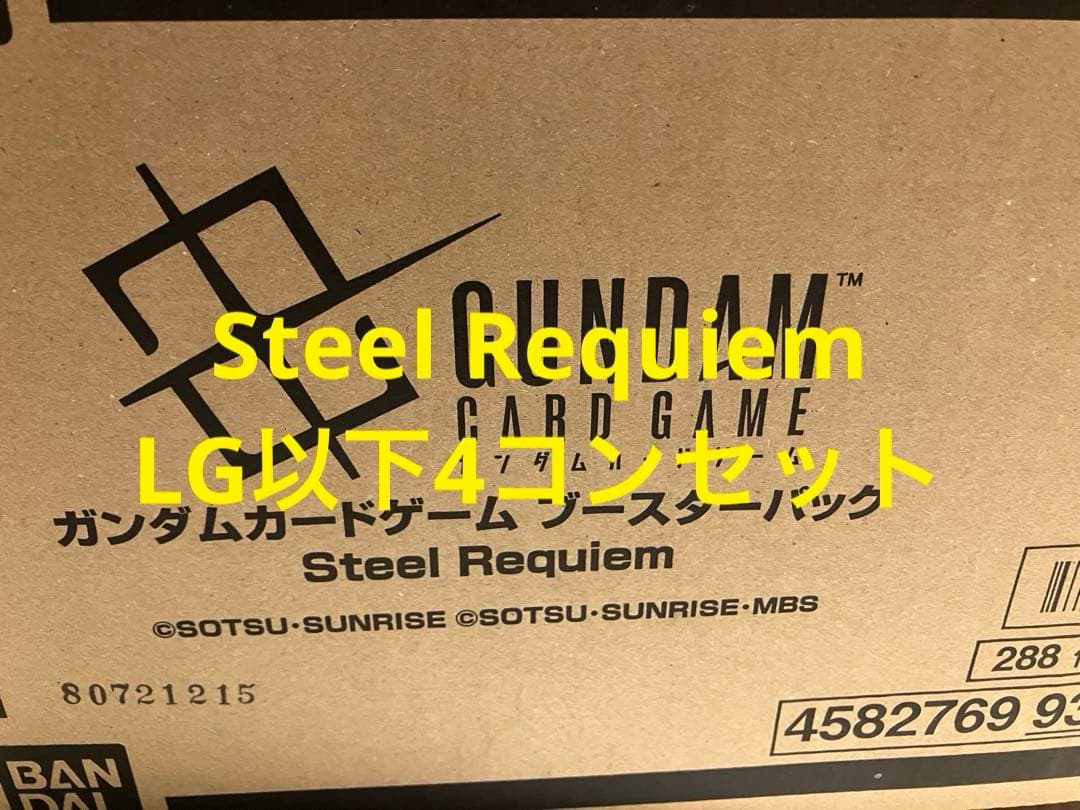 GUNDAM™
CARD GAME
Steel Requiem
LG以下4コンセット
ガンダムカードゲーム ブースターパック
Steel Requiem
©SOTSU・SUNRISE ©SOTSU・SUNRISE・MBS
80721215
288
4582769 93
BAN
DAI